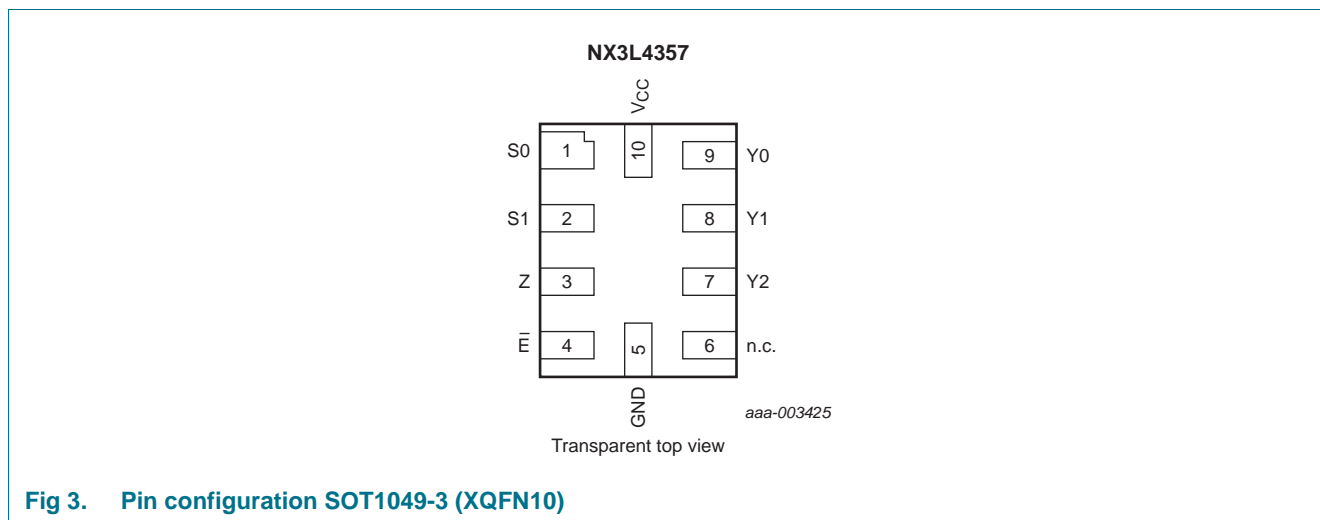 NX3L4357
VCC
S0 1 10 9 Y0
S1 2 8 Y1
Z 3 7 Y2
E̅ 4 5 6 n.c.
GND
aaa-003425
Transparent top view
Fig 3. Pin configuration SOT1049-3 (XQFN10)